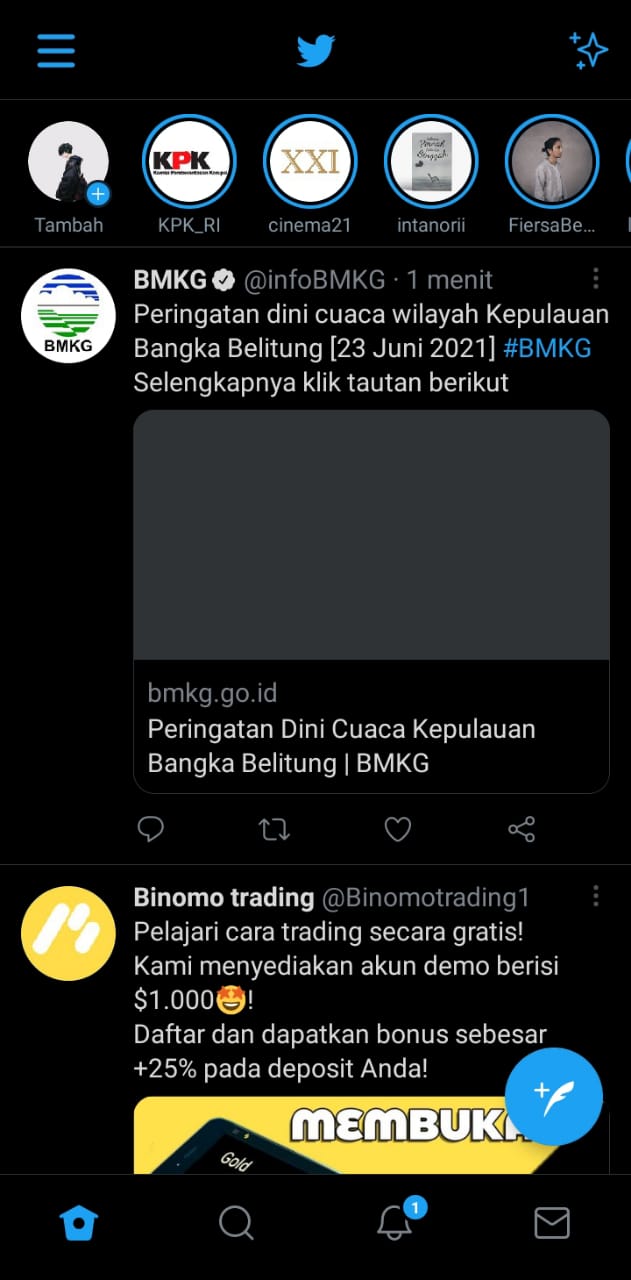 Tambah
KPK
KPK_RI
XXI
cinema21
intanorii
FiersaBe...
BMKG @infoBMKG · 1 menit
BMKG
Peringatan dini cuaca wilayah Kepulauan
Bangka Belitung [23 Juni 2021] #BMKG
Selengkapnya klik tautan berikut
bmkg.go.id
Peringatan Dini Cuaca Kepulauan
Bangka Belitung | BMKG
Binomo trading @Binomotrading1
Pelajari cara trading secara gratis!
Kami menyediakan akun demo berisi
$1.000🤩!
Daftar dan dapatkan bonus sebesar
+25% pada deposit Anda!
MEMBUKA
Gold
1